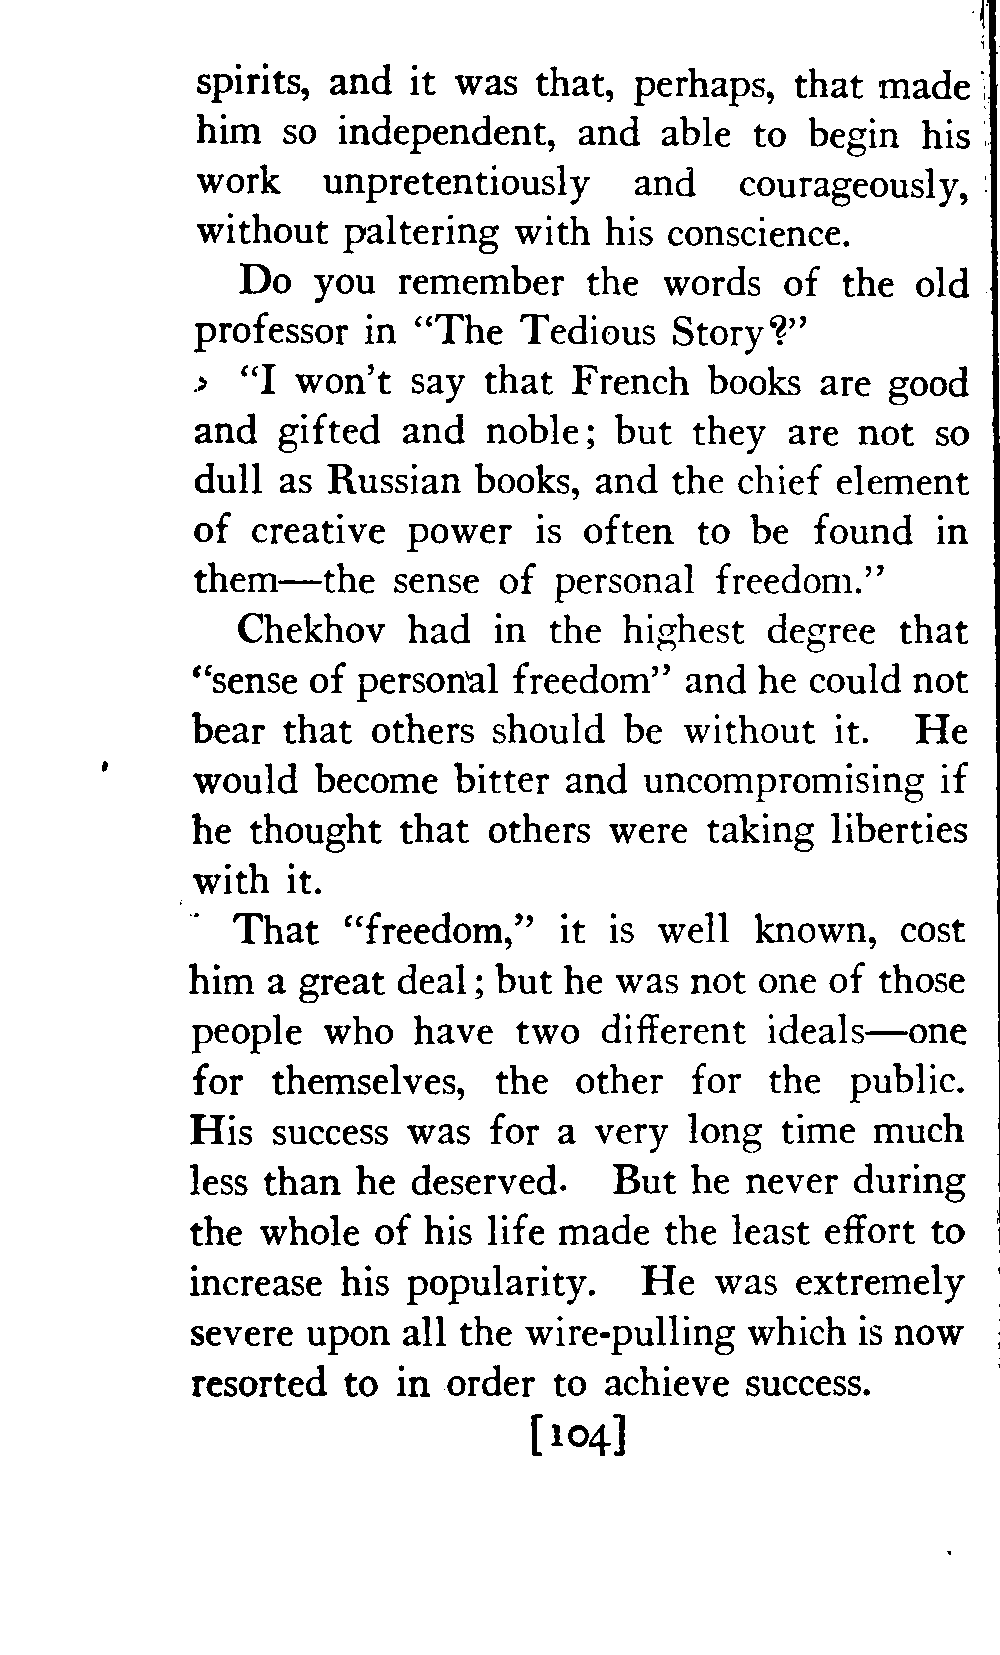 spirits, and it was that, perhaps, that made
him so independent, and able to begin his
work unpretentiously and courageously,
without paltering with his conscience.
Do you remember the words of the old
professor in “The Tedious Story?”
“I won’t say that French books are good
and gifted and noble; but they are not so
dull as Russian books, and the chief element
of creative power is often to be found in
them—the sense of personal freedom.”
Chekhov had in the highest degree that
“sense of personal freedom” and he could not
bear that others should be without it. He
would become bitter and uncompromising if
he thought that others were taking liberties
with it.
That “freedom,” it is well known, cost
him a great deal; but he was not one of those
people who have two different ideals—one
for themselves, the other for the public.
His success was for a very long time much
less than he deserved. But he never during
the whole of his life made the least effort to
increase his popularity. He was extremely
severe upon all the wire-pulling which is now
resorted to in order to achieve success.
[104]